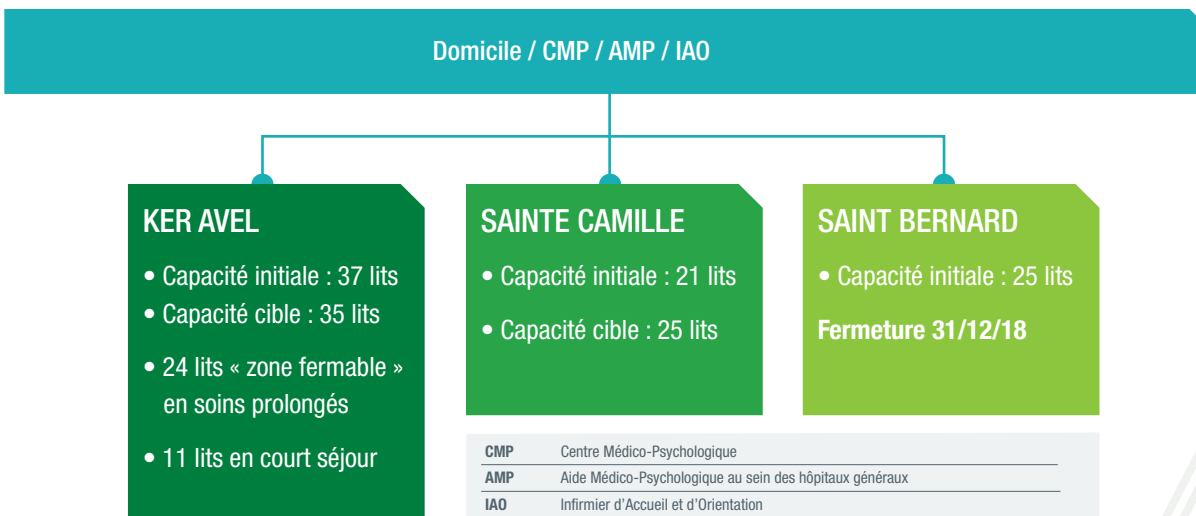 Domicile / CMP / AMP / IAO
KER AVEL
• Capacité initiale : 37 lits
• Capacité cible : 35 lits
• 24 lits « zone fermable »
en soins prolongés
• 11 lits en court séjour
SAINTE CAMILLE
• Capacité initiale : 21 lits
• Capacité cible : 25 lits
SAINT BERNARD
• Capacité initiale : 25 lits
Fermeture 31/12/18
CMP Centre Médico-Psychologique
AMP Aide Médico-Psychologique au sein des hôpitaux généraux
IAO Infirmier d'Accueil et d'Orientation